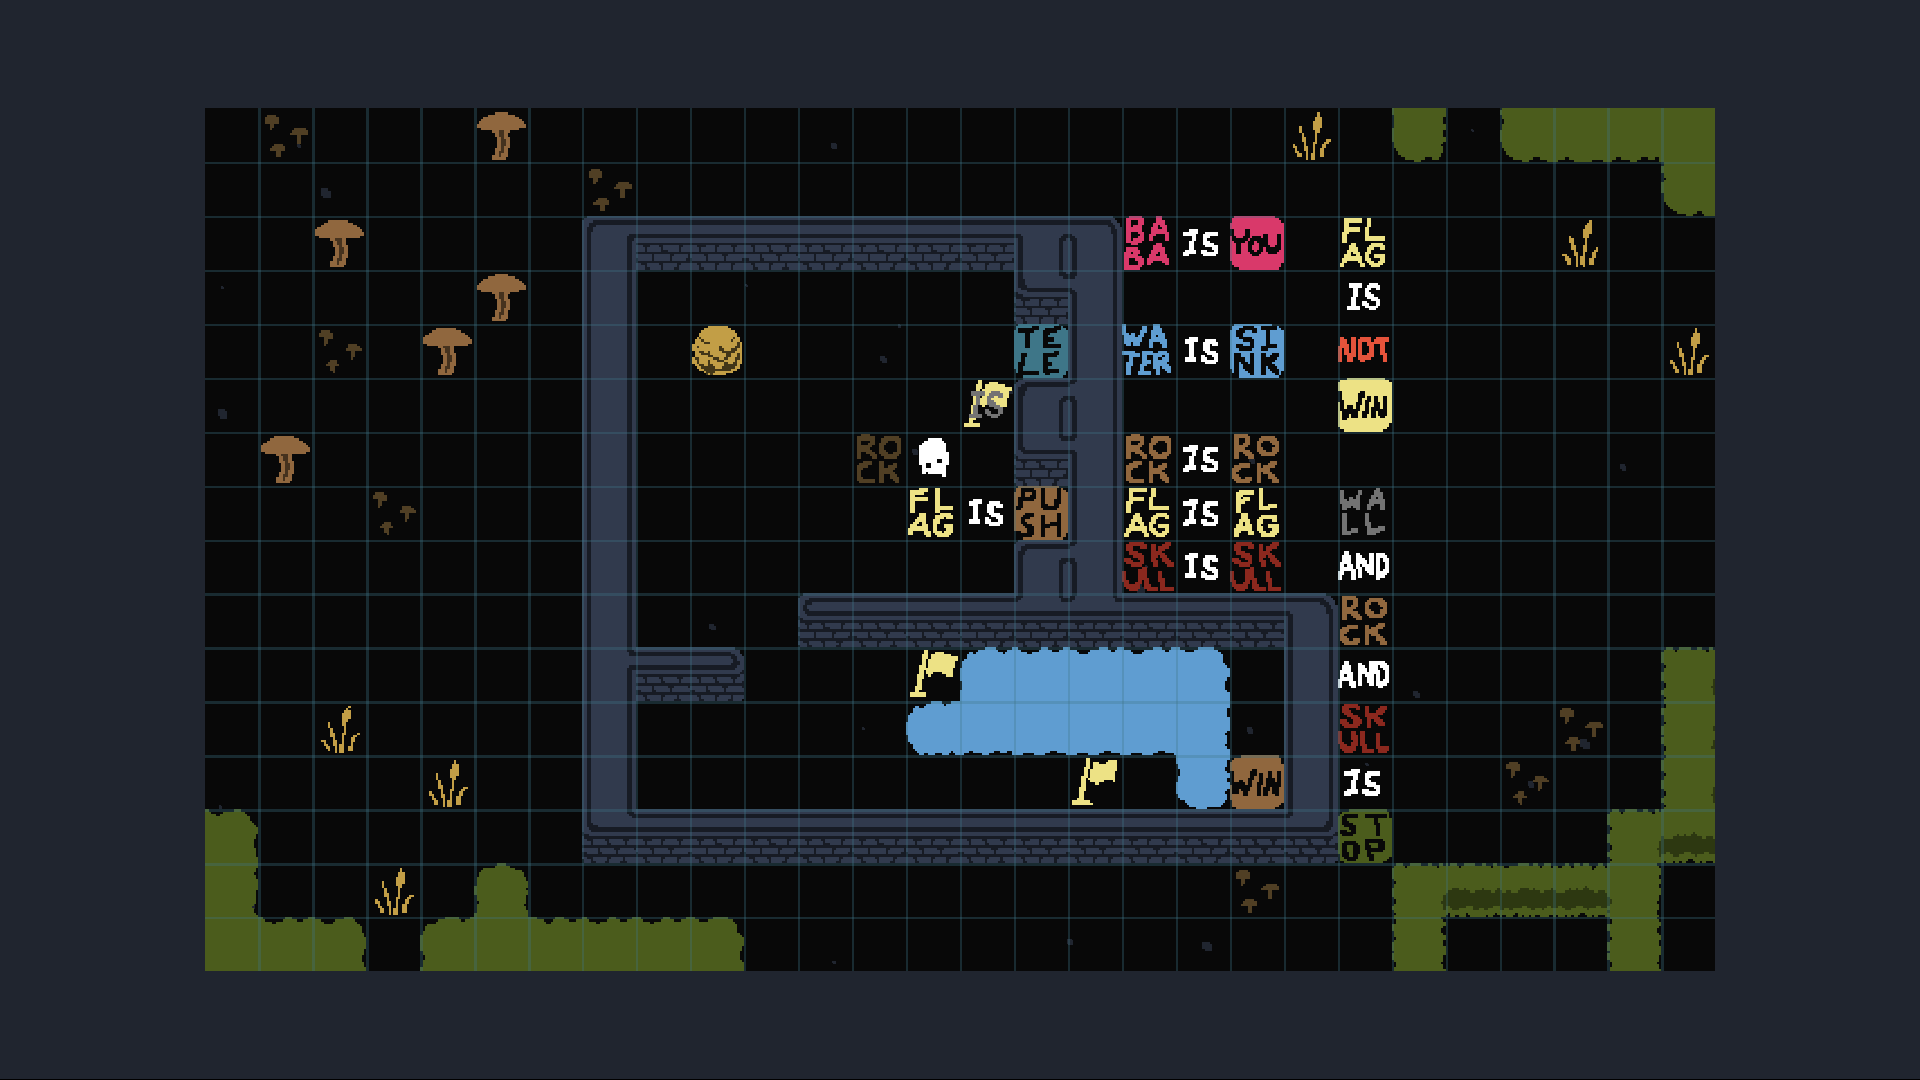 BABA IS YOU FLAG
IS
TELE WATER IS SINK NOT
IS WIN
ROCK ROCK IS ROCK
FLAG IS PUSH FLAG IS FLAG WALL
SKULL IS SKULL AND
ROCK
AND
SKULL
WIN IS
STOP